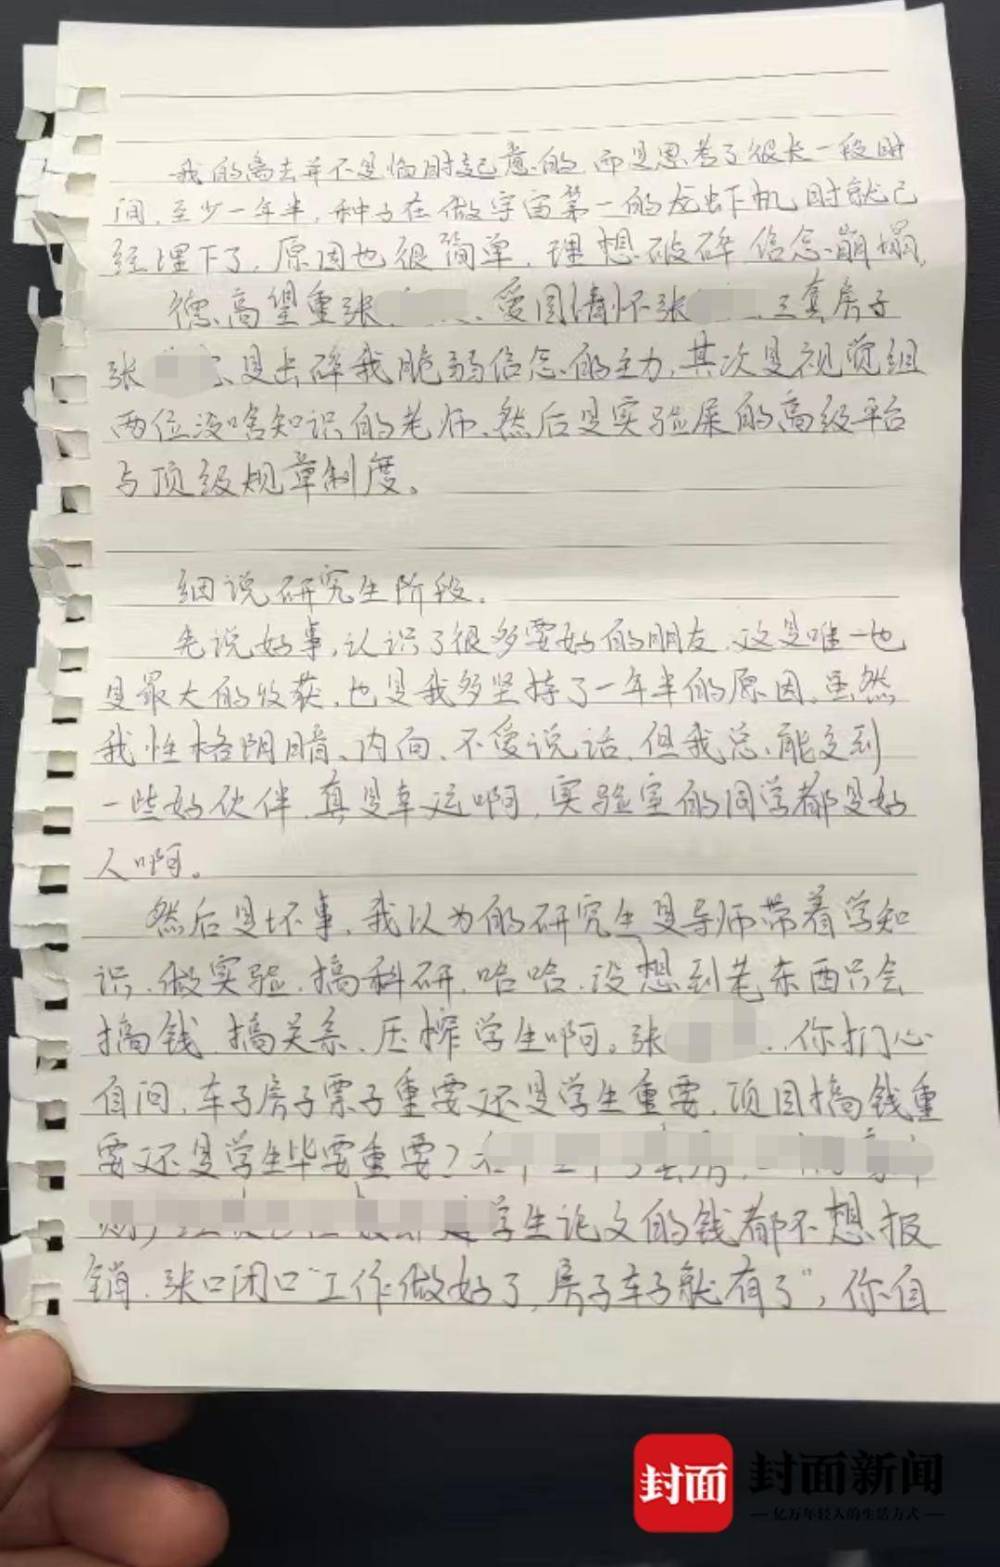 我的离去并不是临时起意的,而是思考了很长一段时
间,至少一年半,种子在做宇宙第一的龙虾机时就已
经埋下了,原因也很简单,理想破碎,信念崩塌,
德高望重张 、爱国情怀张 、三套房子
张 是击碎我脆弱信念的主力,其次是视觉组
两位没啥知识的老师、然后是实验屎的高级平台
与顶级规章制度。
细说研究生阶段.
先说好事,认识了很多要好的朋友,这是唯一也
是最大的收获,也是我多坚持了一年半的原因,虽然
我性格阴暗、内向、不爱说话,但我总能交到
一些好伙伴,真是幸运啊,实验室的同学都是好
人啊。
然后是坏事,我以为的研究生是导师带着学知
识、做实验、搞科研,哈哈,没想到老东西只会
搞钱、搞关系、压榨学生啊。张 ,你扪心
自问,车子房子票子重要还是学生重要,项目搞钱重
要还是学生毕要重要?
学生论文的钱都不想报
销,张口闭口“工作做好了,房子车子就有了”,你自
封面
封面新闻
亿万年轻人的生活方式